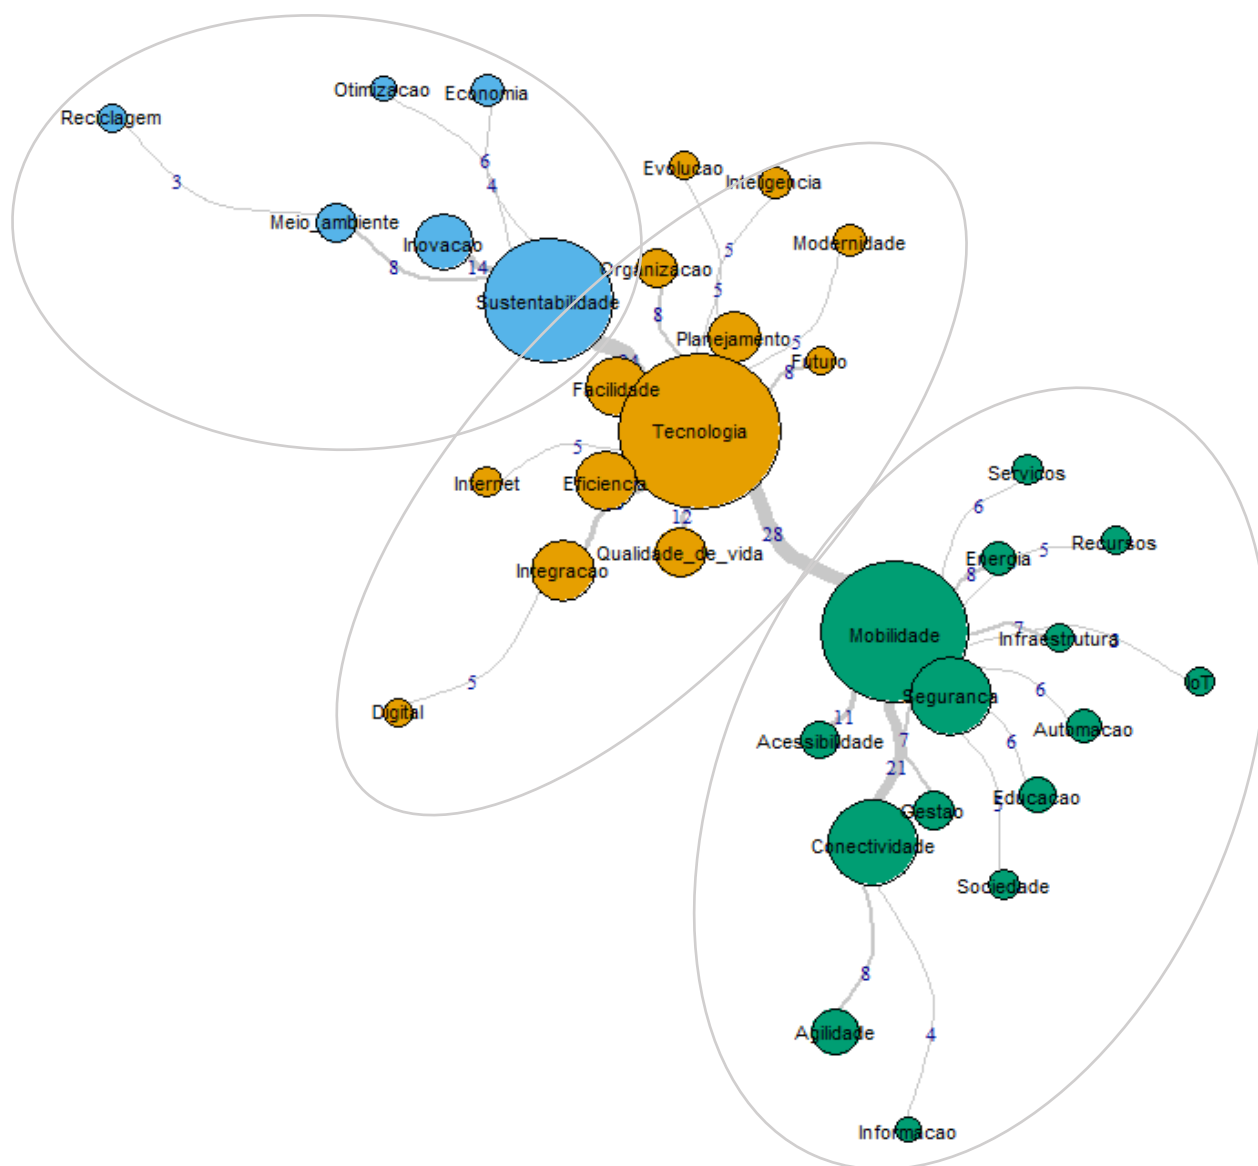 Otimizacao
Economia
Reciclagem
6
Evolucao
Inteligencia
3
4
Meio_ambiente
Inovacao
Modernidade
5
8
14
Organizacao
5
Sustentabilidade
8
Planejamento
5
Futuro
8
Facilidade
Tecnologia
5
Internet
Eficiencia
Servicos
6
12
28
Qualidade_de_vida
Integracao
Energia
5
Recursos
8
Mobilidade
7
Infraestrutura
5
Digital
Seguranca
6
IoT
11
Acessibilidade
7
Automacao
6
21
Educacao
Gestao
Conectividade
Sociedade
8
Agilidade
4
Informacao